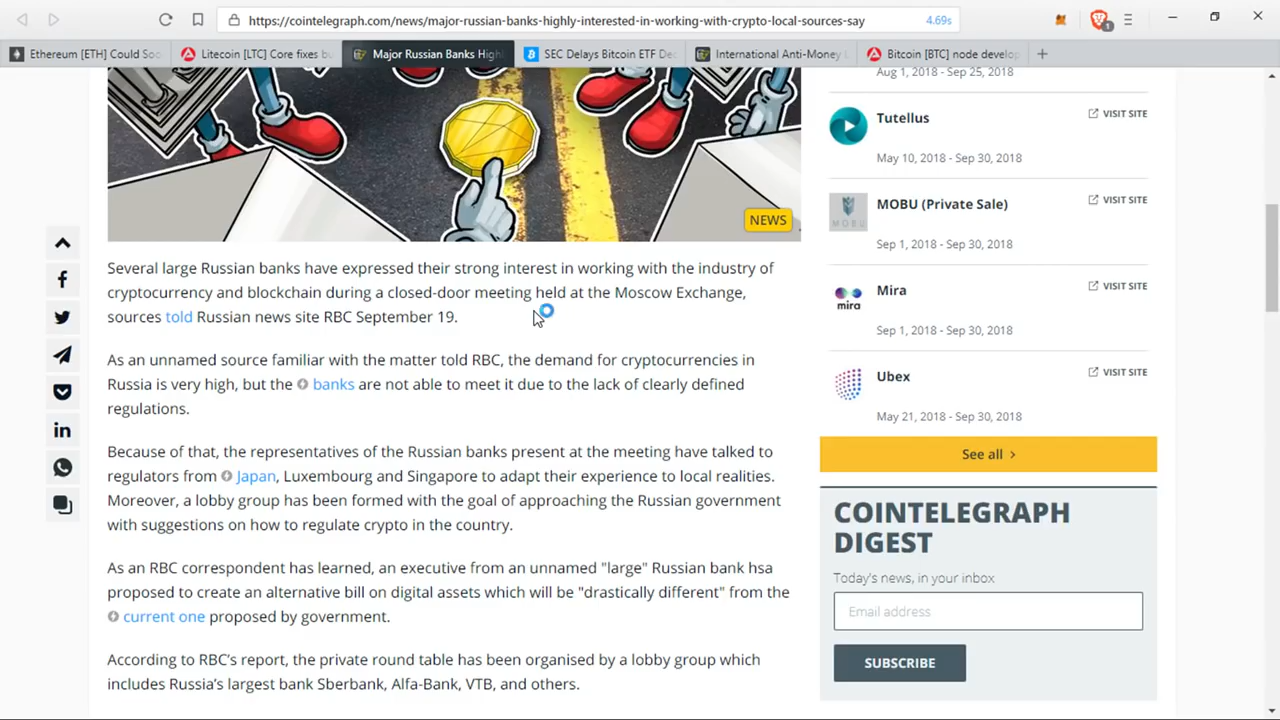 https://cointelegraph.com/news/major-russian-banks-highly-interested-in-working-with-crypto-local-sources-say
4.69s
1
Ethereum [ETH] Could Soo
Litecoin [LTC] Core fixes bu
Major Russian Banks High
SEC Delays Bitcoin ETF De
International Anti-Money
Bitcoin [BTC] node develop
NEWS
Several large Russian banks have expressed their strong interest in working with the industry of
cryptocurrency and blockchain during a closed-door meeting held at the Moscow Exchange,
sources told Russian news site RBC September 19.
As an unnamed source familiar with the matter told RBC, the demand for cryptocurrencies in
Russia is very high, but the banks are not able to meet it due to the lack of clearly defined
regulations.
Because of that, the representatives of the Russian banks present at the meeting have talked to
regulators from Japan, Luxembourg and Singapore to adapt their experience to local realities.
Moreover, a lobby group has been formed with the goal of approaching the Russian government
with suggestions on how to regulate crypto in the country.
As an RBC correspondent has learned, an executive from an unnamed "large" Russian bank hsa
proposed to create an alternative bill on digital assets which will be "drastically different" from the
current one proposed by government.
According to RBC's report, the private round table has been organised by a lobby group which
includes Russia's largest bank Sberbank, Alfa-Bank, VTB, and others.
Aug 1, 2018 - Sep 25, 2018
Tutellus
VISIT SITE
May 10, 2018 - Sep 30, 2018
MOBU
MOBU (Private Sale)
VISIT SITE
Sep 1, 2018 - Sep 30, 2018
mira
Mira
VISIT SITE
Sep 1, 2018 - Sep 30, 2018
Ubex
VISIT SITE
May 21, 2018 - Sep 30, 2018
See all
COINTELEGRAPH
DIGEST
Today's news, in your inbox
Email address
SUBSCRIBE